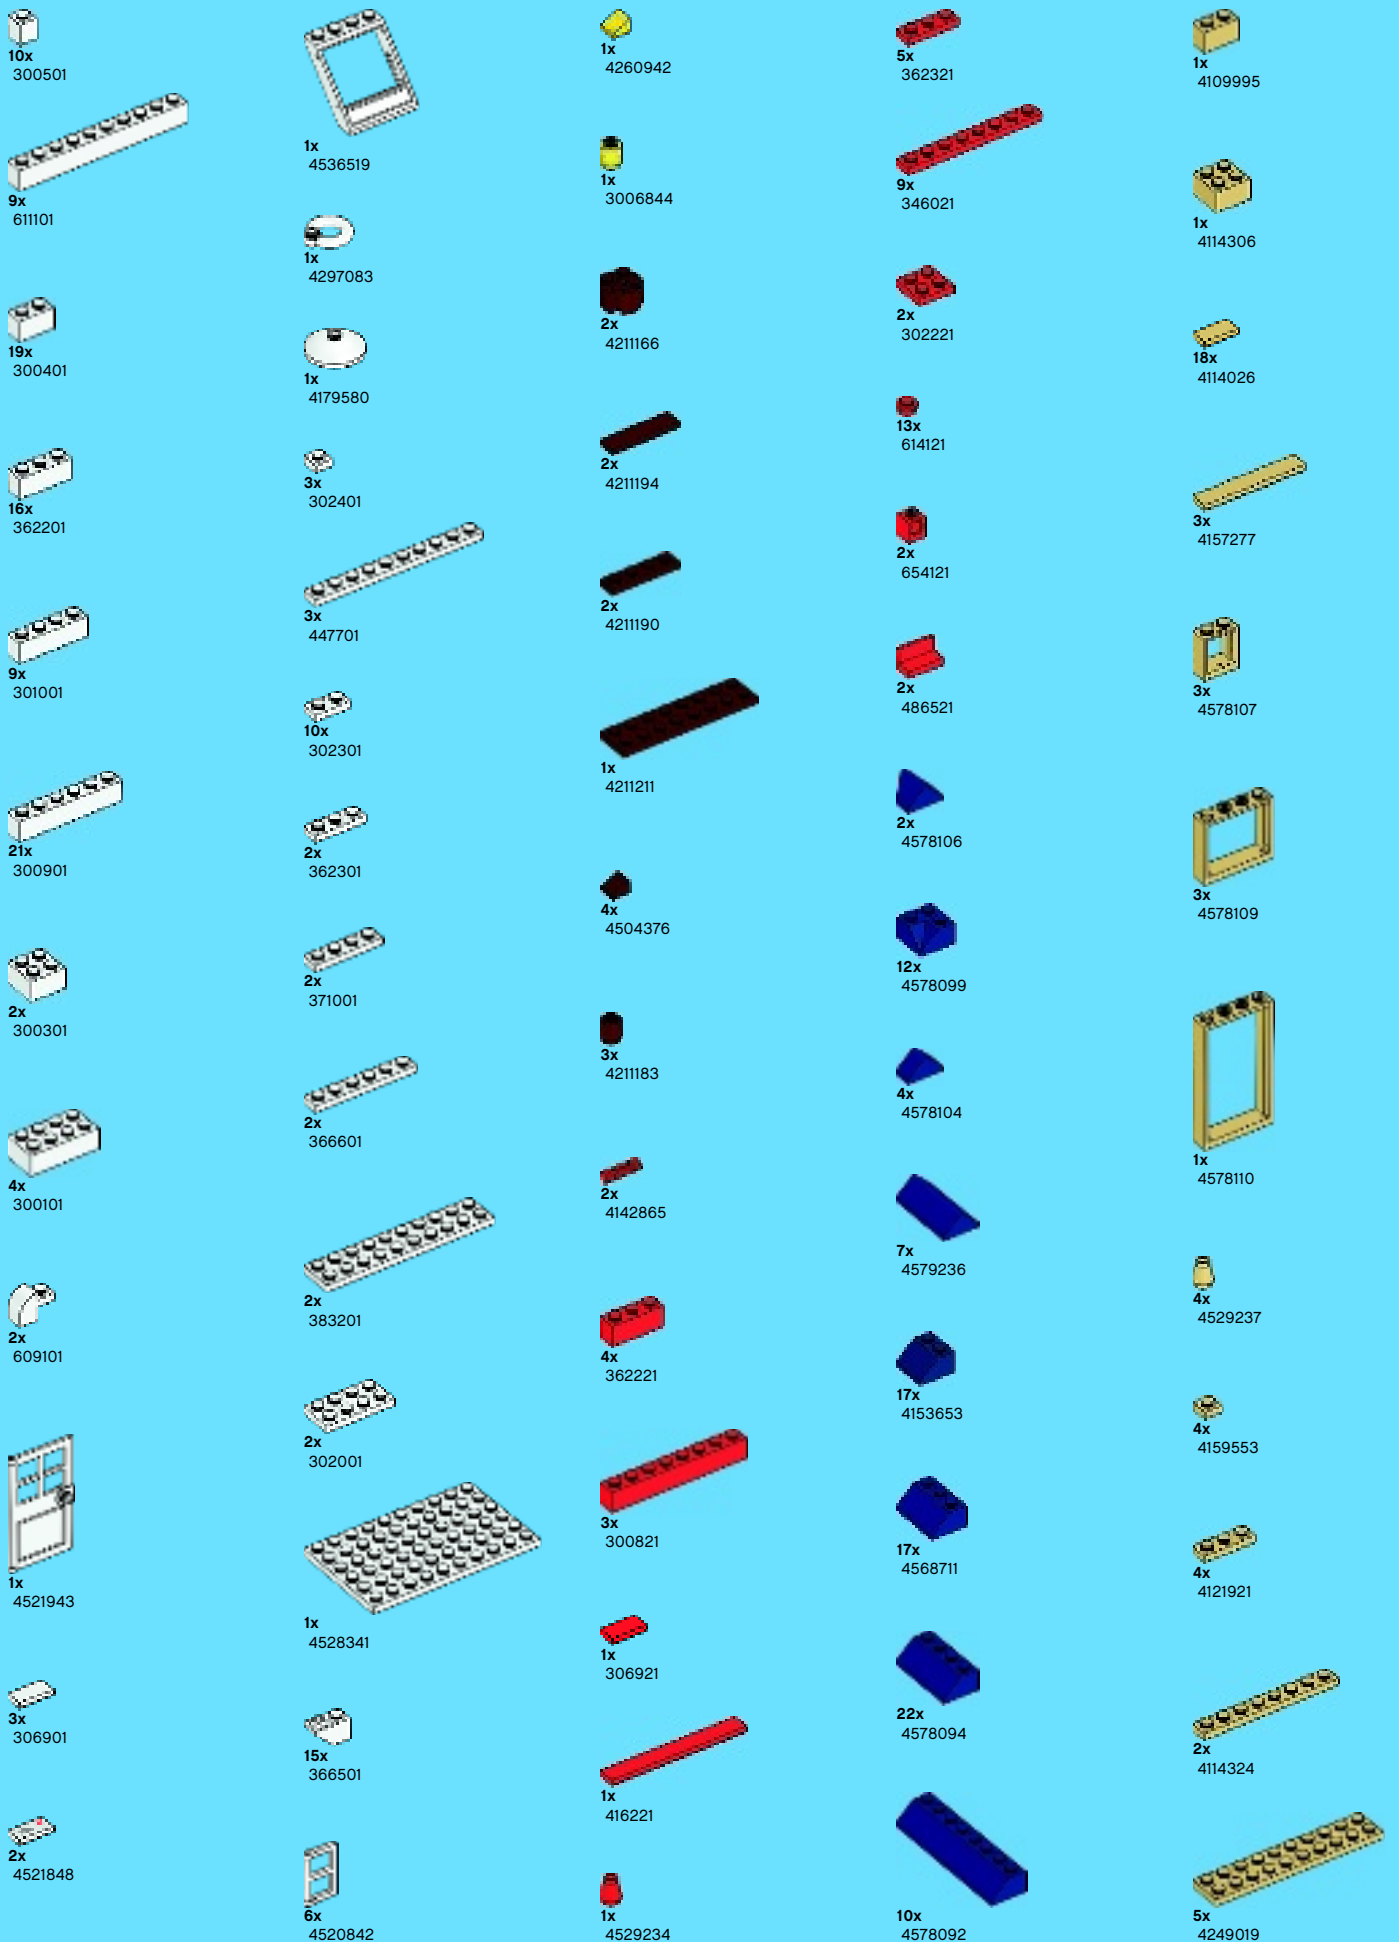 10x
300501
9x
611101
19x
300401
16x
362201
9x
301001
21x
300901
2x
300301
4x
300101
2x
609101
1x
4521943
3x
306901
2x
4521848
1x
4536519
1x
4297083
1x
4179580
3x
302401
3x
447701
10x
302301
2x
362301
2x
371001
2x
366601
2x
383201
2x
302001
1x
4528341
15x
366501
6x
4520842
1x
4260942
1x
3006844
2x
4211166
2x
4211194
2x
4211190
1x
4211211
4x
4504376
3x
4211183
2x
4142865
4x
362221
3x
300821
1x
306921
1x
416221
1x
4529234
5x
362321
9x
346021
2x
302221
13x
614121
2x
654121
2x
486521
2x
4578106
12x
4578099
4x
4578104
7x
4579236
17x
4153653
17x
4568711
22x
4578094
10x
4578092
1x
4109995
1x
4114306
18x
4114026
3x
4157277
3x
4578107
3x
4578109
1x
4578110
4x
4529237
4x
4159553
4x
4121921
2x
4114324
5x
4249019